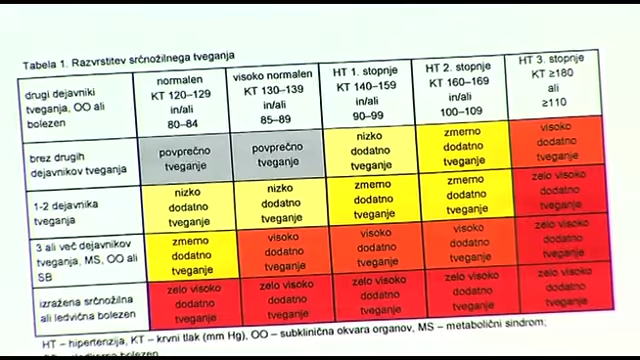 Tabela 1. Razvrstitev srčnožilnega tveganja
drugi dejavniki
tveganja, OO ali
bolezen
normalen
KT 120–129
in/ali
80–84
visoko normalen
KT 130–139
in/ali
85–89
HT 1. stopnje
KT 140–159
in/ali
90–99
HT 2. stopnje
KT 160–169
in/ali
100–109
HT 3. stopnje
KT ≥180
ali
≥110
brez drugih
dejavnikov tveganja
povprečno
tveganje
povprečno
tveganje
nizko
dodatno
tveganje
zmerno
dodatno
tveganje
visoko
dodatno
tveganje
1-2 dejavnika
tveganja
nizko
dodatno
tveganje
nizko
dodatno
tveganje
zmerno
dodatno
tveganje
zmerno
dodatno
tveganje
zelo visoko
dodatno
tveganje
3 ali več dejavnikov
tveganja, MS, OO ali
SB
zmerno
dodatno
tveganje
visoko
dodatno
tveganje
visoko
dodatno
tveganje
visoko
dodatno
tveganje
zelo visoko
dodatno
tveganje
izražena srčnožilna
ali ledvična bolezen
zelo visoko
dodatno
tveganje
zelo visoko
dodatno
tveganje
zelo visoko
dodatno
tveganje
zelo visoko
dodatno
tveganje
zelo visoko
dodatno
tveganje
HT – hipertenzija, KT – krvni tlak (mm Hg), OO – subklinična okvara organov, MS – metabolični sindrom,
bolezen